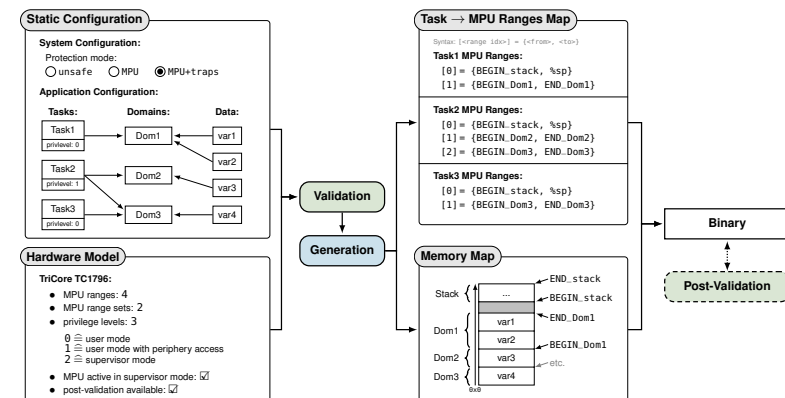 Static Configuration
System Configuration:
Protection mode:
unsafe MPU MPU+traps
Application Configuration:
Tasks: Domains: Data:
Task1
privlevel: 0
Dom1
var1
var2
Task2
privlevel: 1
Dom2
var3
Task3
privlevel: 0
Dom3
var4
Hardware Model
TriCore TC1796:
• MPU ranges: 4
• MPU range sets: 2
• privilege levels: 3
0 ≙ user mode
1 ≙ user mode with periphery access
2 ≙ supervisor mode
• MPU active in supervisor mode: ☑
• post-validation available: ☑
Validation
Generation
Task → MPU Ranges Map
Syntax: [<range idx>] = {<from>, <to>}
Task1 MPU Ranges:
[0]= {BEGIN_stack, %sp}
[1]= {BEGIN_Dom1, END_Dom1}
Task2 MPU Ranges:
[0]= {BEGIN_stack, %sp}
[1]= {BEGIN_Dom2, END_Dom2}
[2]= {BEGIN_Dom3, END_Dom3}
Task3 MPU Ranges:
[0]= {BEGIN_stack, %sp}
[1]= {BEGIN_Dom3, END_Dom3}
Memory Map
END_stack
Stack
...
BEGIN_stack
END_Dom1
Dom1
var1
var2
BEGIN_Dom1
Dom2
var3
etc.
Dom3
var4
0x0
Binary
Post-Validation